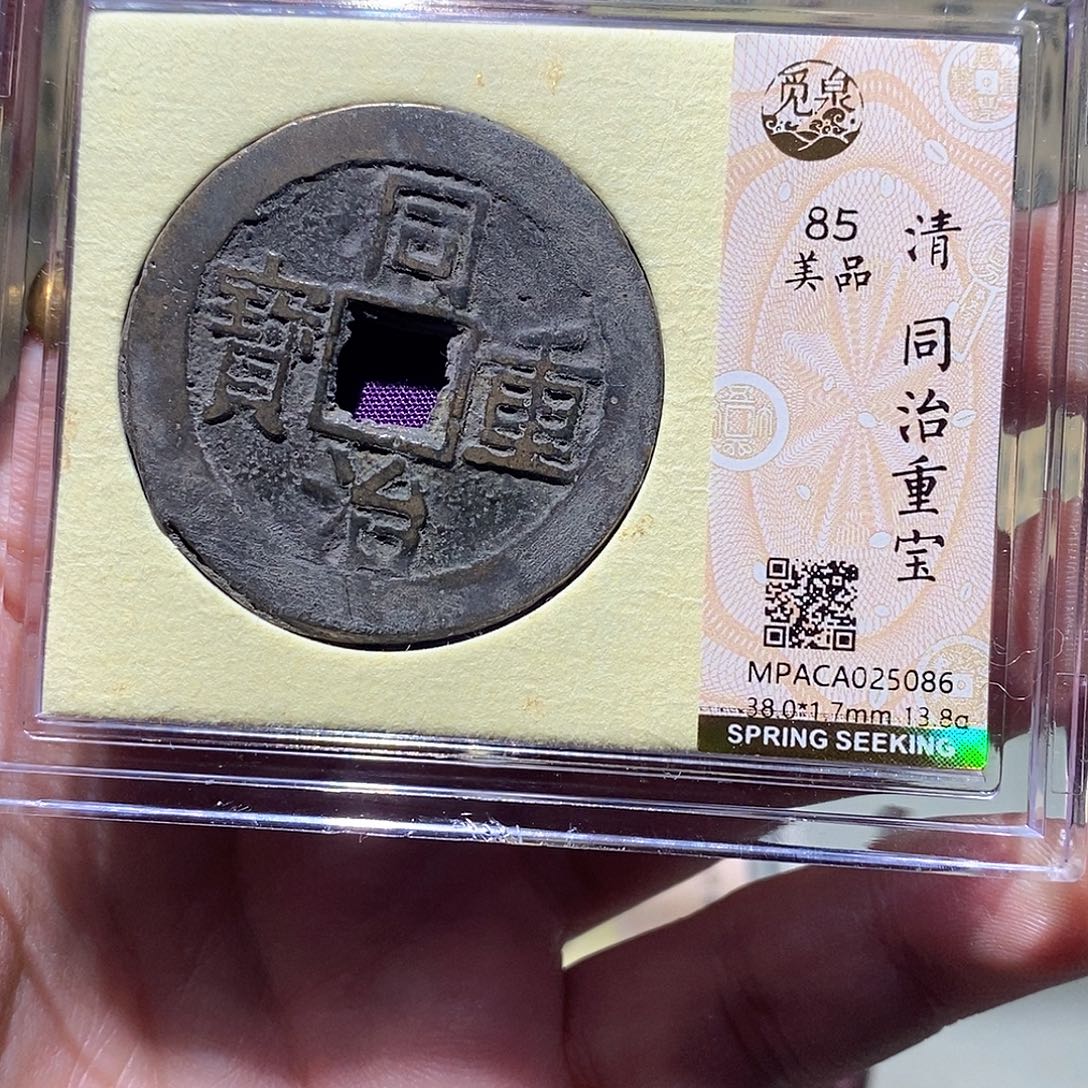 同
治
重
寶
觅泉
85
美品
清 同治重宝
MPACA025086
38.0*1.7mm 13.8g
SPRING SEEKING